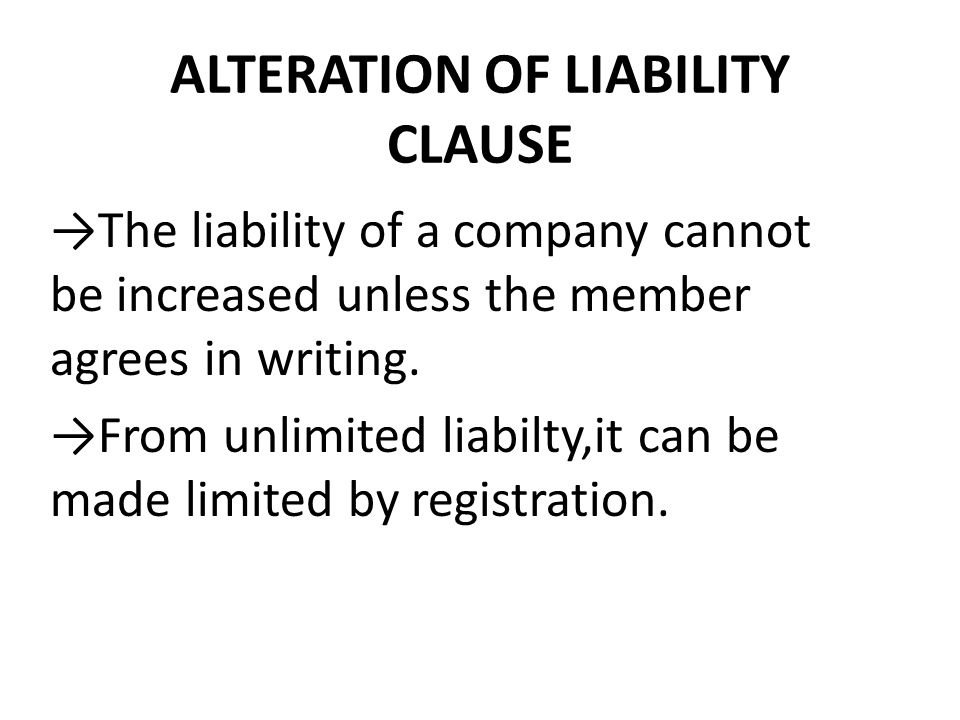 ALTERATION OF LIABILITY
CLAUSE
→The liability of a company cannot
be increased unless the member
agrees in writing.
→From unlimited liabilty,it can be
made limited by registration.